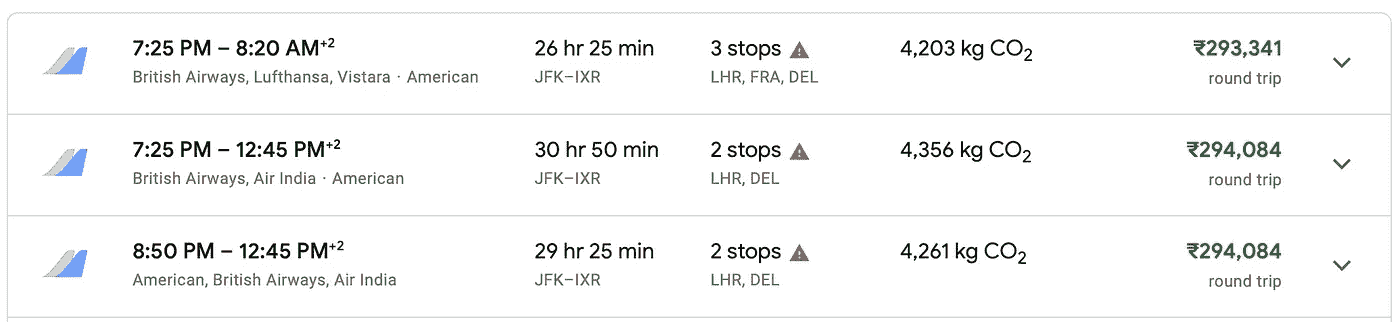 7:25 PM – 8:20 AM+2 26 hr 25 min 3 stops 4,203 kg CO2 ₹293,341
British Airways, Lufthansa, Vistara · American JFK–IXR LHR, FRA, DEL round trip
7:25 PM – 12:45 PM+2 30 hr 50 min 2 stops 4,356 kg CO2 ₹294,084
British Airways, Air India · American JFK–IXR LHR, DEL round trip
8:50 PM – 12:45 PM+2 29 hr 25 min 2 stops 4,261 kg CO2 ₹294,084
American, British Airways, Air India JFK–IXR LHR, DEL round trip